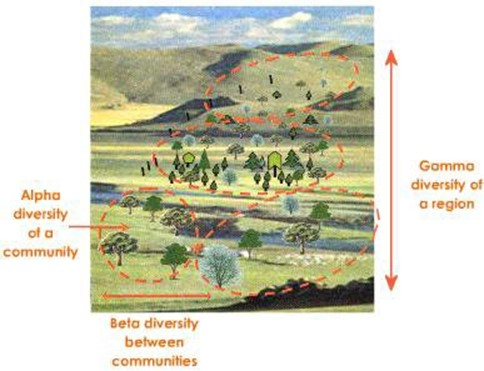 Alpha
diversity
of a
community
Gamma
diversity of
a region
Beta diversity
between
communities